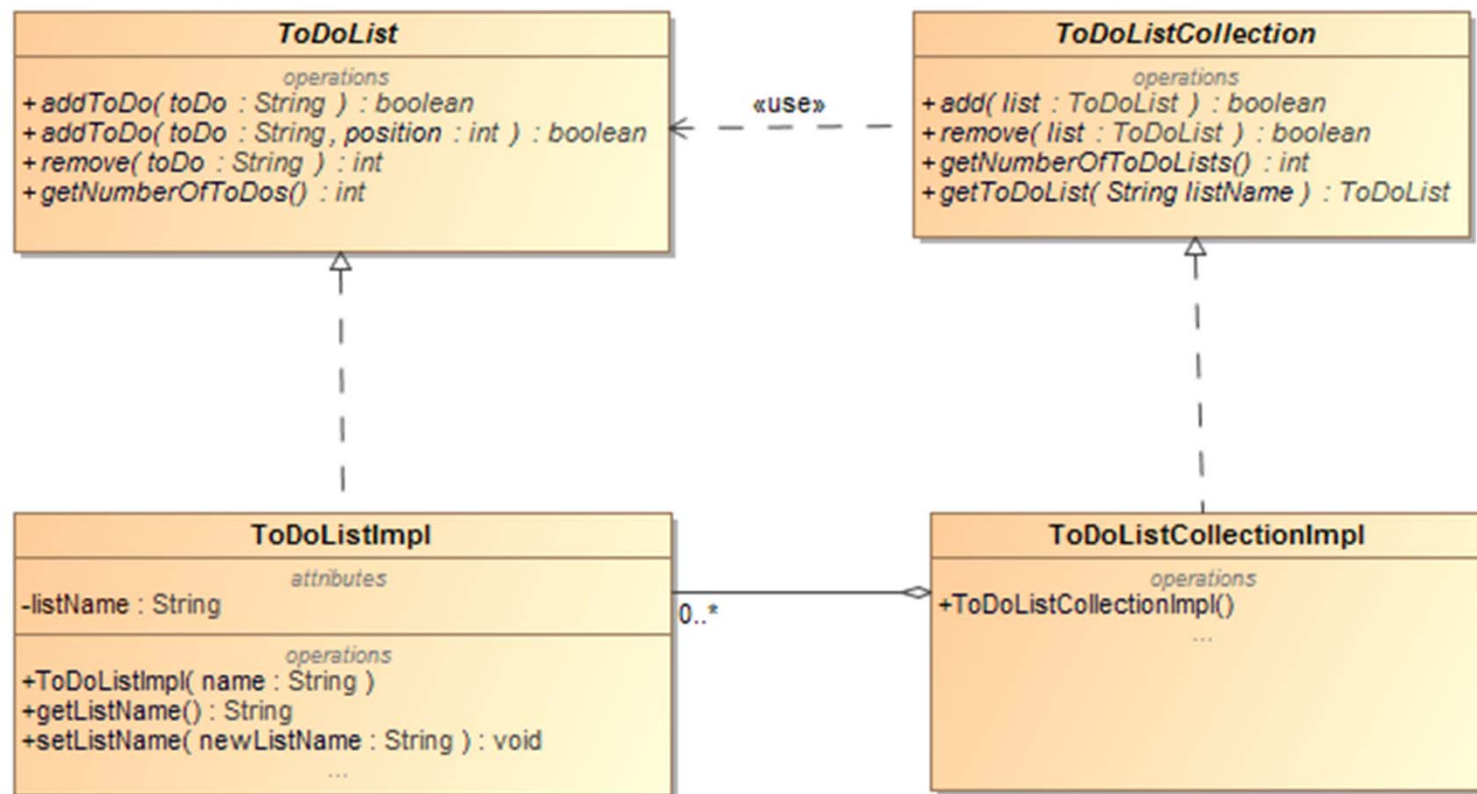 ToDoList
operations
+addToDo( toDo : String ) : boolean
+addToDo( toDo : String, position : int ) : boolean
+remove( toDo : String ) : int
+getNumberOfToDos() : int
«use»
ToDoListCollection
operations
+add( list : ToDoList ) : boolean
+remove( list : ToDoList ) : boolean
+getNumberOfToDoLists() : int
+getToDoList( String listName ) : ToDoList
ToDoListImpl
attributes
-listName : String
operations
+ToDoListImpl( name : String )
+getListName() : String
+setListName( newListName : String ) : void
...
0..*
ToDoListCollectionImpl
operations
+ToDoListCollectionImpl()
...